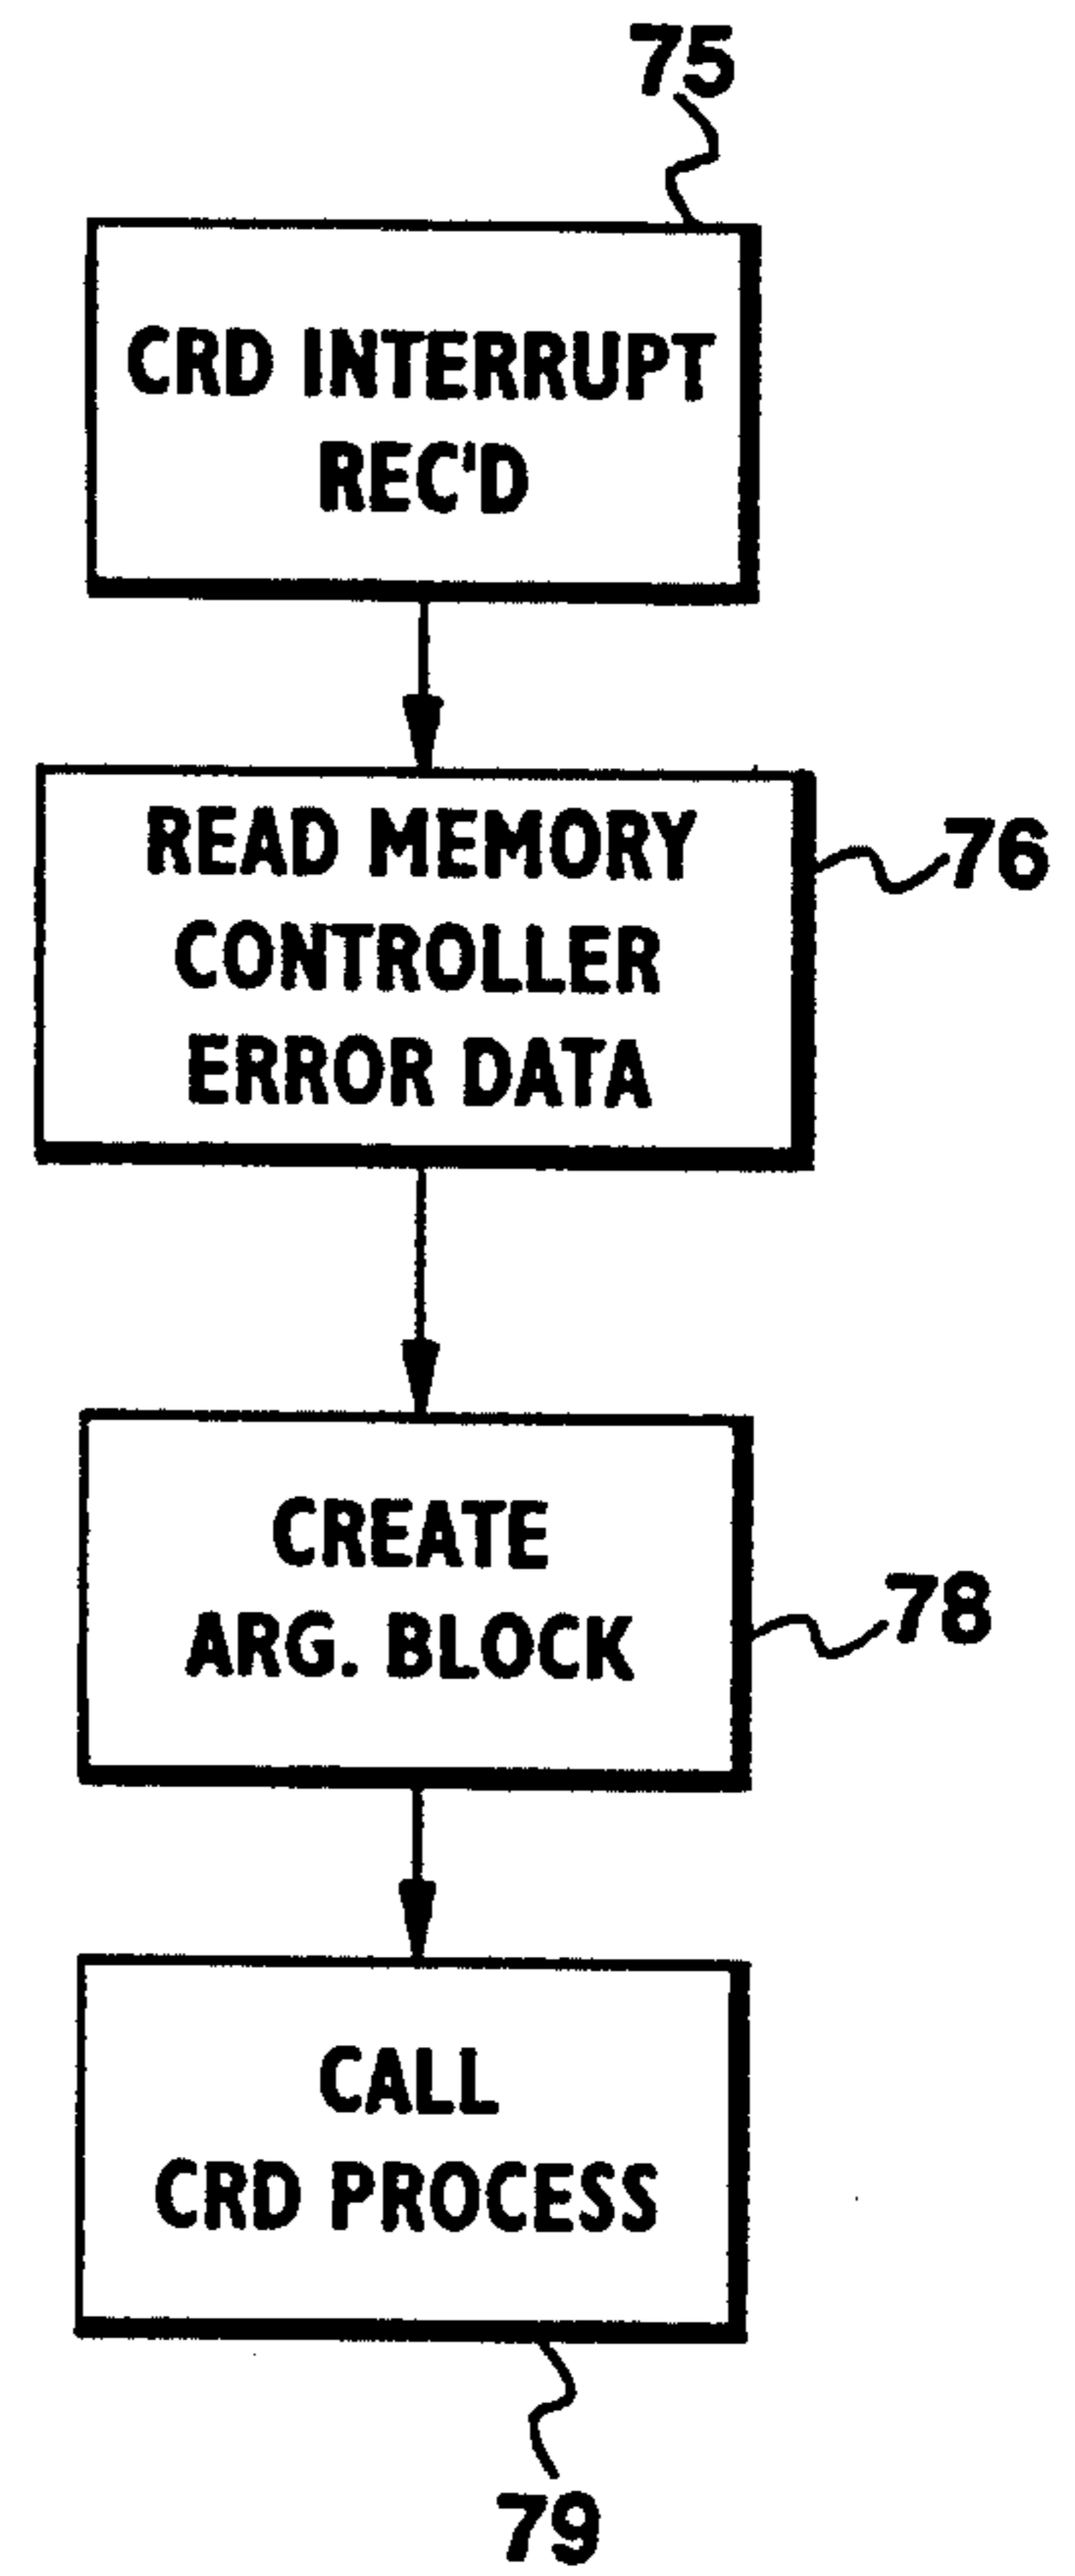 75
CRD INTERRUPT
REC'D
READ MEMORY
CONTROLLER
ERROR DATA
76
CREATE
ARG. BLOCK
78
CALL
CRD PROCESS
79